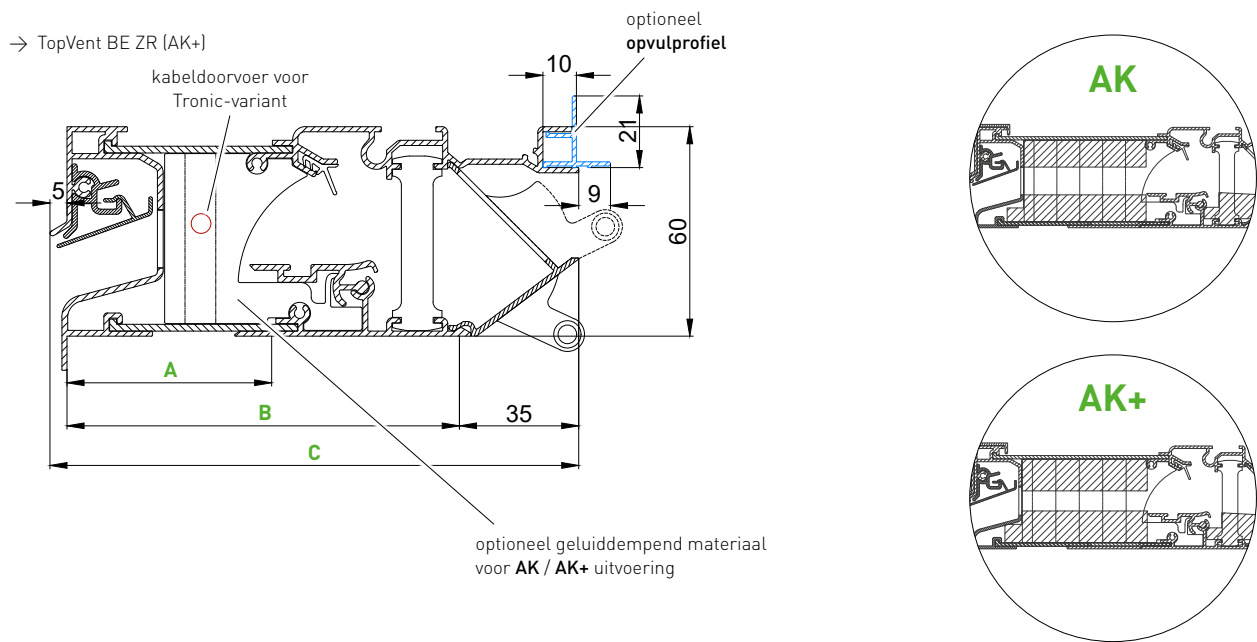 → TopVent BE ZR (AK+)
kabeldoorvoer voor
Tronic-variant
optioneel
opvulprofiel
10
21
5
9
60
A
B
35
C
optioneel geluiddempend materiaal
voor AK / AK+ uitvoering
AK
AK+